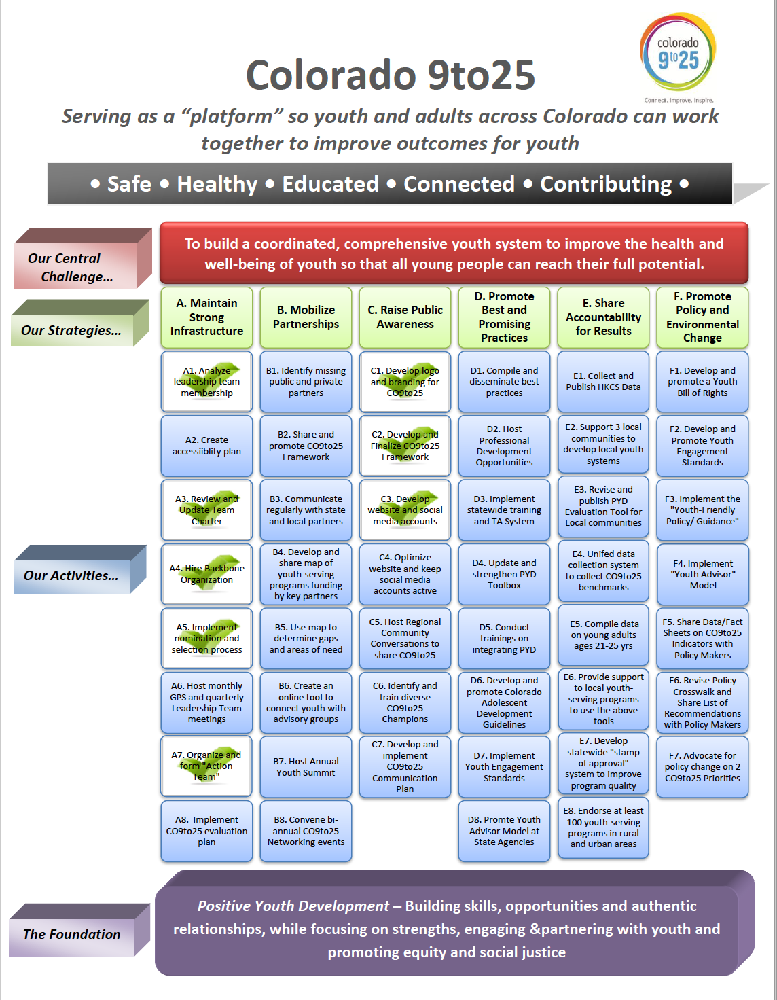 colorado
9to25
Connect. Improve. Inspire.
Colorado 9to25
Serving as a “platform” so youth and adults across Colorado can work
together to improve outcomes for youth
• Safe • Healthy • Educated • Connected • Contributing •
Our Central
Challenge...
To build a coordinated, comprehensive youth system to improve the health and
well-being of youth so that all young people can reach their full potential.
Our Strategies...
A. Maintain
Strong
Infrastructure
B. Mobilize
Partnerships
C. Raise Public
Awareness
D. Promote
Best and
Promising
Practices
E. Share
Accountability
for Results
F. Promote
Policy and
Environmental
Change
Our Activities...
A1. Analyze
leadership team
membership
A2. Create
accessiiblity plan
A3. Review and
Update Team
Charter
A4. Hire Backbone
Organization
A5. Implement
nomination and
selection process
A6. Host monthly
GPS and quarterly
Leadership Team
meetings
A7. Organize and
form "Action
Team"
A8.  Implement
CO9to25 evaluation
plan
B1. Identify missing
public and private
partners
B2. Share and
promote CO9to25
Framework
B3. Communicate
regularly with state
and local partners
B4. Develop and
share map of
youth-serving
programs funding
by key partners
B5. Use map to
determine gaps
and areas of need
B6. Create an
online tool to
connect youth with
advisory groups
B7. Host Annual
Youth Summit
B8. Convene bi-
annual CO9to25
Networking events
C1. Develop logo
and branding for
CO9to25
C2. Develop and
Finalize CO9to25
Framework
C3. Develop
website and social
media accounts
C4. Optimize
website and keep
social media
accounts active
C5. Host Regional
Community
Conversations to
share CO9to25
C6. Identify and
train diverse
CO9to25
Champions
C7. Develop and
implement
CO9to25
Communication
Plan
D1. Compile and
disseminate best
practices
D2. Host
Professional
Development
Opportunities
D3. Implement
statewide training
and TA System
D4. Update and
strengthen PYD
Toolbox
D5. Conduct
trainings on
integrating PYD
D6. Develop and
promote Colorado
Adolescent
Development
Guidelines
D7. Implement
Youth Engagement
Standards
D8. Promte Youth
Advisor Model at
State Agencies
E1. Collect and
Publish HKCS Data
E2. Support 3 local
communities to
develop local youth
systems
E3. Revise and
publish PYD
Evaluation Tool for
Local communities
E4. Unifed data
collection system
to collect CO9to25
benchmarks
E5. Compile data
on young adults
ages 21-25 yrs
E6. Provide support
to local youth-
serving programs
to use the above
tools
E7. Develop
statewide "stamp
of approval"
system to improve
program quality
E8. Endorse at least
100 youth-serving
programs in rural
and urban areas
F1. Develop and
promote a Youth
Bill of Rights
F2. Develop and
Promote Youth
Engagement
Standards
F3. Implement the
"Youth-Friendly
Policy/ Guidance"
F4. Implement
"Youth Advisor"
Model
F5. Share Data/Fact
Sheets on CO9to25
Indicators with
Policy Makers
F6. Revise Policy
Crosswalk and
Share List of
Recommendations
with Policy Makers
F7. Advocate for
policy change on 2
CO9to25 Priorities
The Foundation
Positive Youth Development – Building skills, opportunities and authentic
relationships, while focusing on strengths, engaging &partnering with youth and
promoting equity and social justice